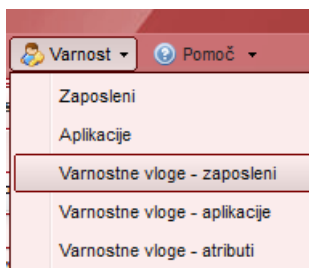 Varnost Pomoč
Zaposleni
Aplikacije
Varnostne vloge - zaposleni
Varnostne vloge - aplikacije
Varnostne vloge - atributi